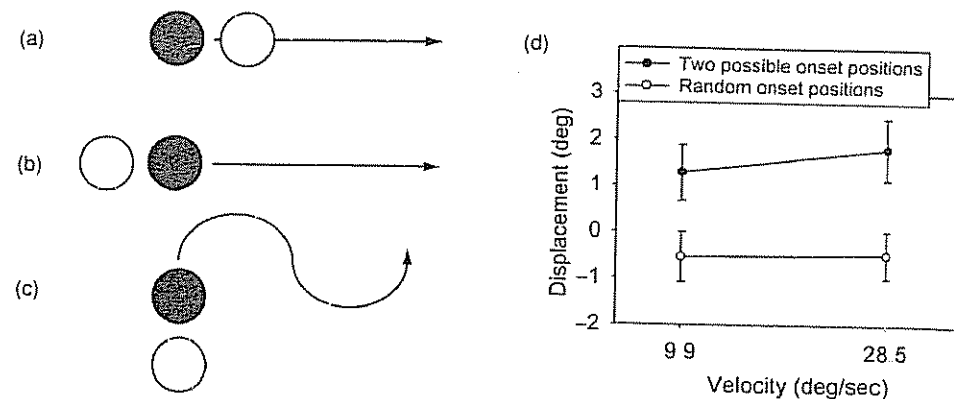 (a)
(b)
(c)
(d)
Two possible onset positions
Random onset positions
Displacement (deg)
3
2
1
0
−1
−2
9 9
28.5
Velocity (deg/sec)